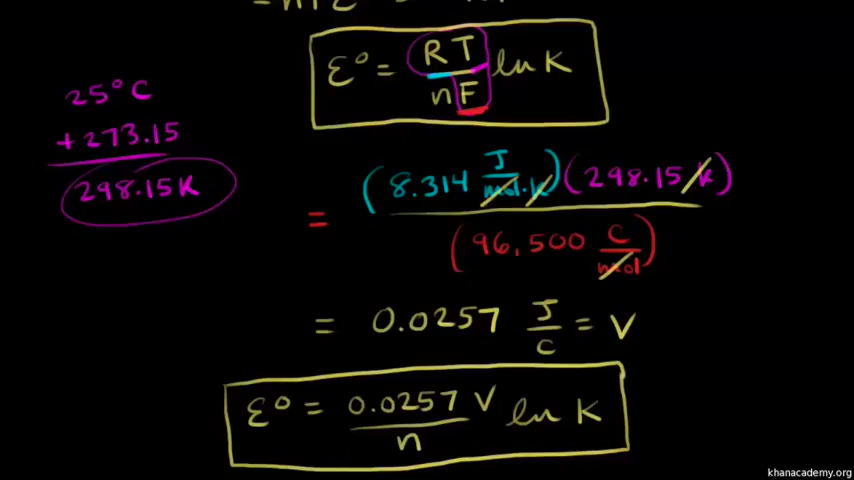 = nFE
ℰ° = RT/nF ln K
25° C
+273.15
298.15K
= (8.314 J/mol·K)(298.15 K)/(96,500 C/mol)
= 0.0257 J/C = V
ℰ° = 0.0257 V/n ln K
khanacademy.org